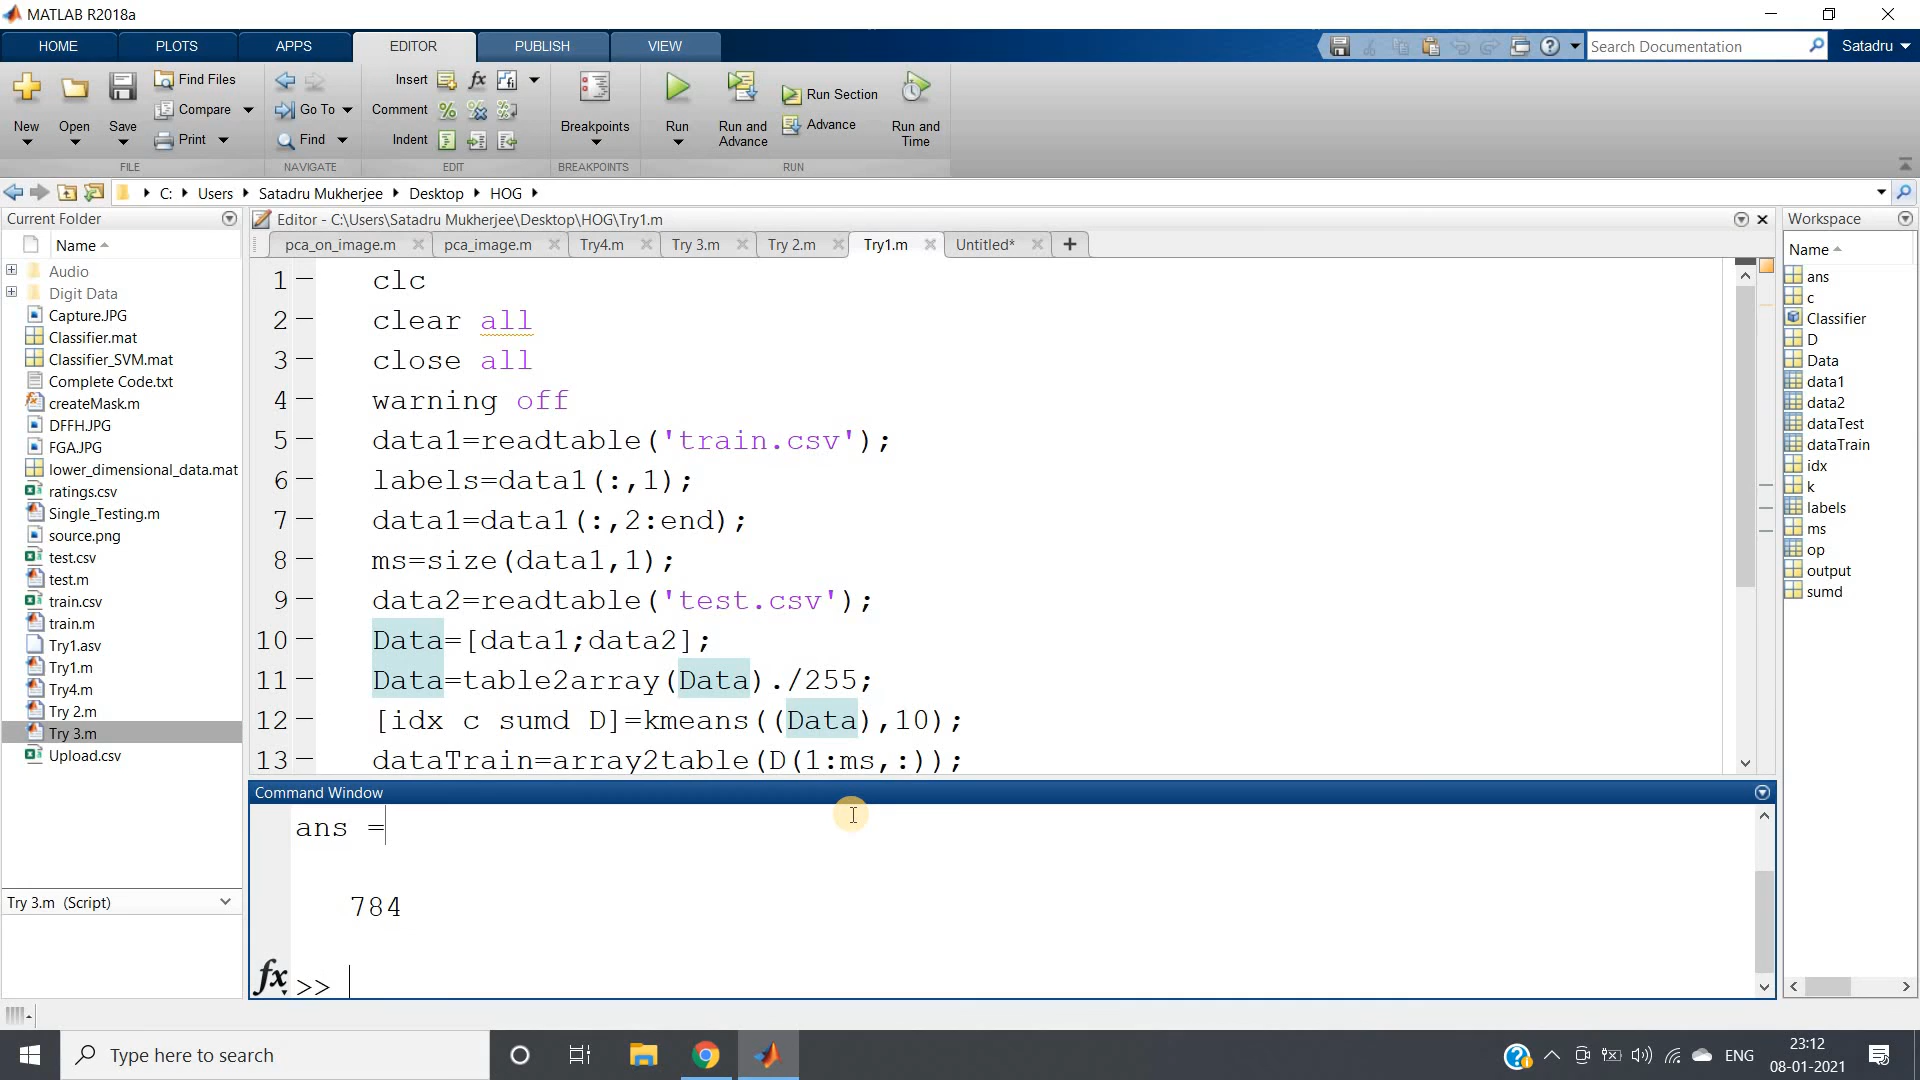 MATLAB R2018a
HOME
PLOTS
APPS
EDITOR
PUBLISH
VIEW
Search Documentation
Satadru
New
Open
Save
Find Files
Compare
Print
FILE
Go To
Find
NAVIGATE
Insert
Comment
Indent
EDIT
Breakpoints
BREAKPOINTS
Run
Run and Advance
Run Section
Advance
Run and Time
RUN
C: Users Satadru Mukherjee Desktop HOG
Current Folder
Name
Audio
Digit Data
Capture.JPG
Classifier.mat
Classifier_SVM.mat
Complete Code.txt
createMask.m
DFFH.JPG
FGA.JPG
lower_dimensional_data.mat
ratings.csv
Single_Testing.m
source.png
test.csv
test.m
train.csv
train.m
Try1.asv
Try1.m
Try4.m
Try 2.m
Try 3.m
Upload.csv
Try 3.m (Script)
Editor - C:\Users\Satadru Mukherjee\Desktop\HOG\Try1.m
pca_on_image.m
pca_image.m
Try4.m
Try 3.m
Try 2.m
Try1.m
Untitled*
1 clc
2 clear all
3 close all
4 warning off
5 data1=readtable('train.csv');
6 labels=data1(:,1);
7 data1=data1(:,2:end);
8 ms=size(data1,1);
9 data2=readtable('test.csv');
10 Data=[data1;data2];
11 Data=table2array(Data)./255;
12 [idx c sumd D]=kmeans((Data),10);
13 dataTrain=array2table(D(1:ms,:));
Command Window
ans =
784
fx >>
Workspace
Name
ans
c
Classifier
D
Data
data1
data2
dataTest
dataTrain
idx
k
labels
ms
op
output
sumd
Type here to search
ENG
23:12
08-01-2021